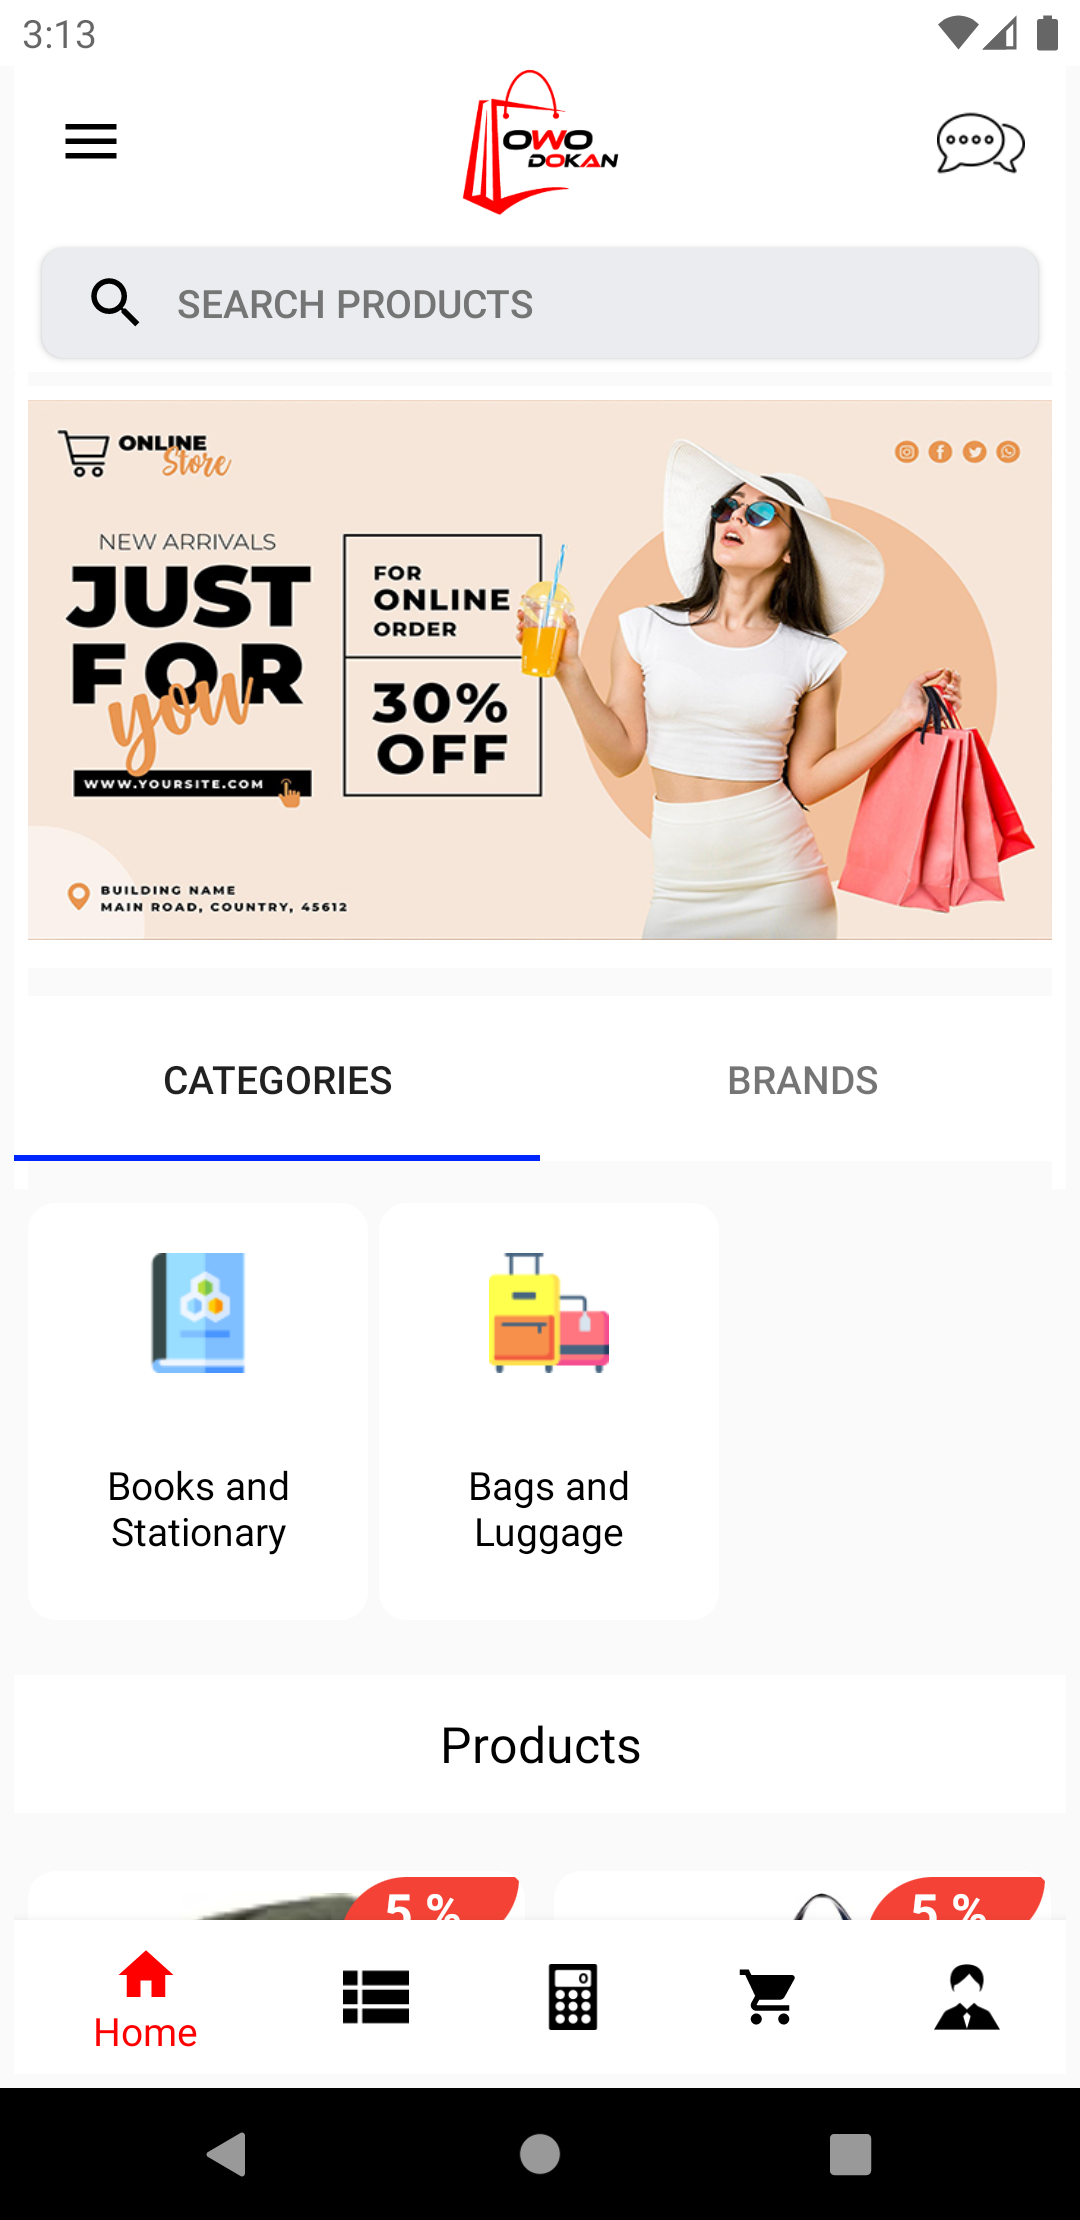 3:13
OWO
DOKAN
SEARCH PRODUCTS
ONLINE
Store
NEW ARRIVALS
JUST
FOR
you
WWW.YOURSITE.COM
FOR
ONLINE
ORDER
30%
OFF
BUILDING NAME
MAIN ROAD, COUNTRY, 45612
CATEGORIES
BRANDS
Books and
Stationary
Bags and
Luggage
Products
5 %
5 %
Home